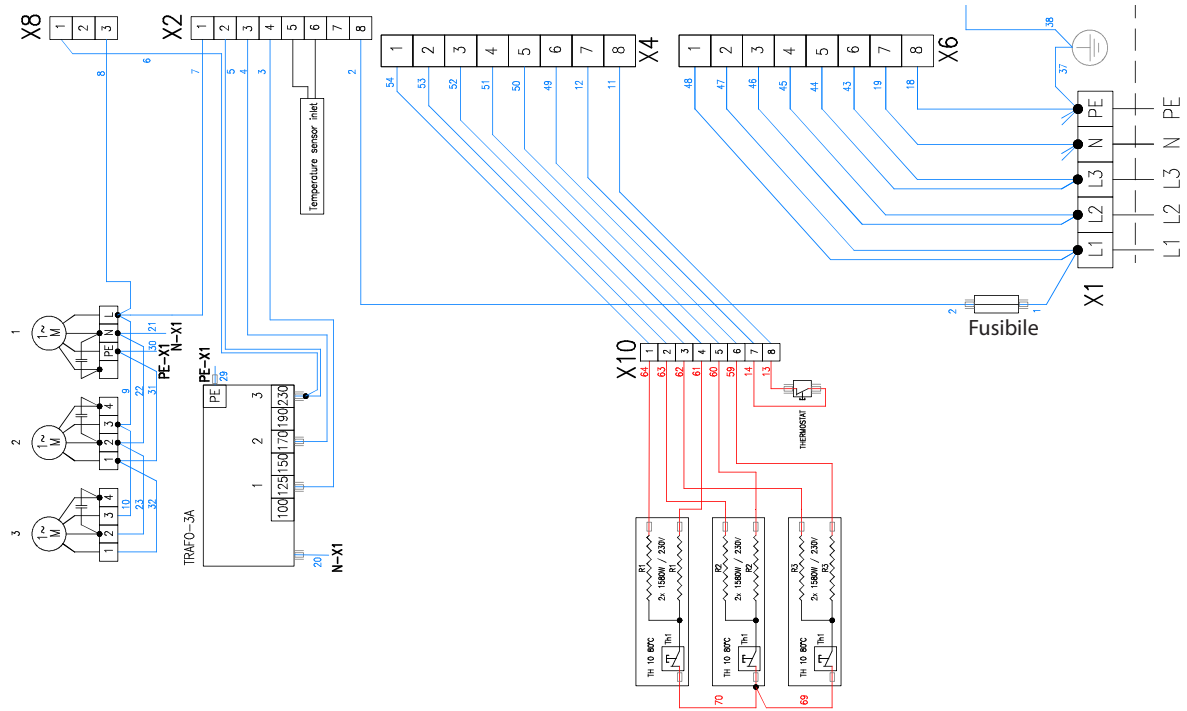 X8
1
2
3
X2
1
2
3
4
5
6
7
8
1
2
3
4
5
6
7
8
X4
1
2
3
4
5
6
7
8
X6
8
6
7
5
4
3
2
54
53
52
51
50
49
12
11
48
47
46
45
44
43
19
18
38
37
Temperature sensor inlet
PE
N
L3
L2
L1
X1
PE
N
L3
L2
L1
2
1
Fusibile
1
1~
M
L
N
PE
21
N-X1
30
PE-X1
9
22
31
2
1~
M
4
3
2
1
10
23
32
3
1~
M
4
3
2
1
PE-X1
29
PE
TRAFO-3A
3
2
1
230
190
170
150
125
100
20
N-X1
X10
1
2
3
4
5
6
7
8
64
63
62
61
60
59
14
13
THERMOSTAT
R1
R1
2x 1580W / 230V
TH 10 80°C
Th1
R2
R2
2x 1580W / 230V
TH 10 80°C
Th1
R3
R3
2x 1580W / 230V
TH 10 80°C
Th1
70
69